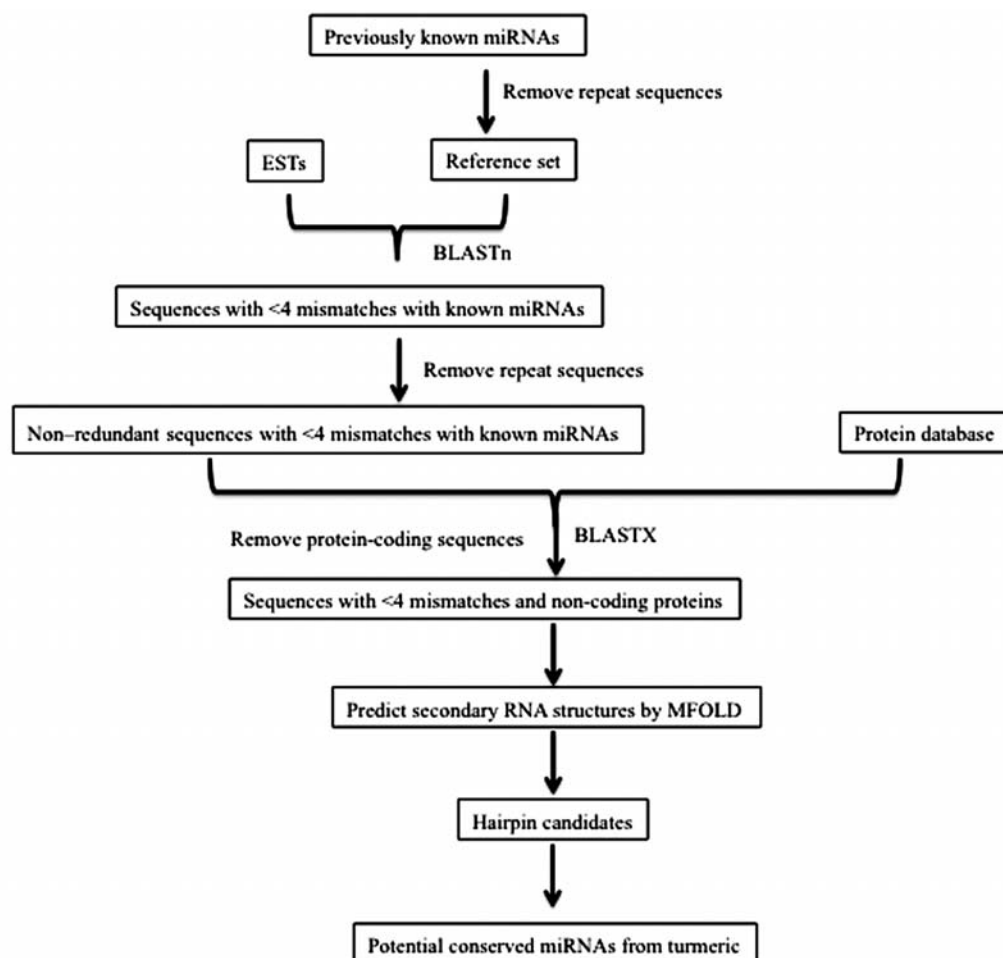 Previously known miRNAs
Remove repeat sequences
ESTs
Reference set
BLASTn
Sequences with <4 mismatches with known miRNAs
Remove repeat sequences
Non–redundant sequences with <4 mismatches with known miRNAs
Protein database
Remove protein-coding sequences
BLASTX
Sequences with <4 mismatches and non-coding proteins
Predict secondary RNA structures by MFOLD
Hairpin candidates
Potential conserved miRNAs from turmeric